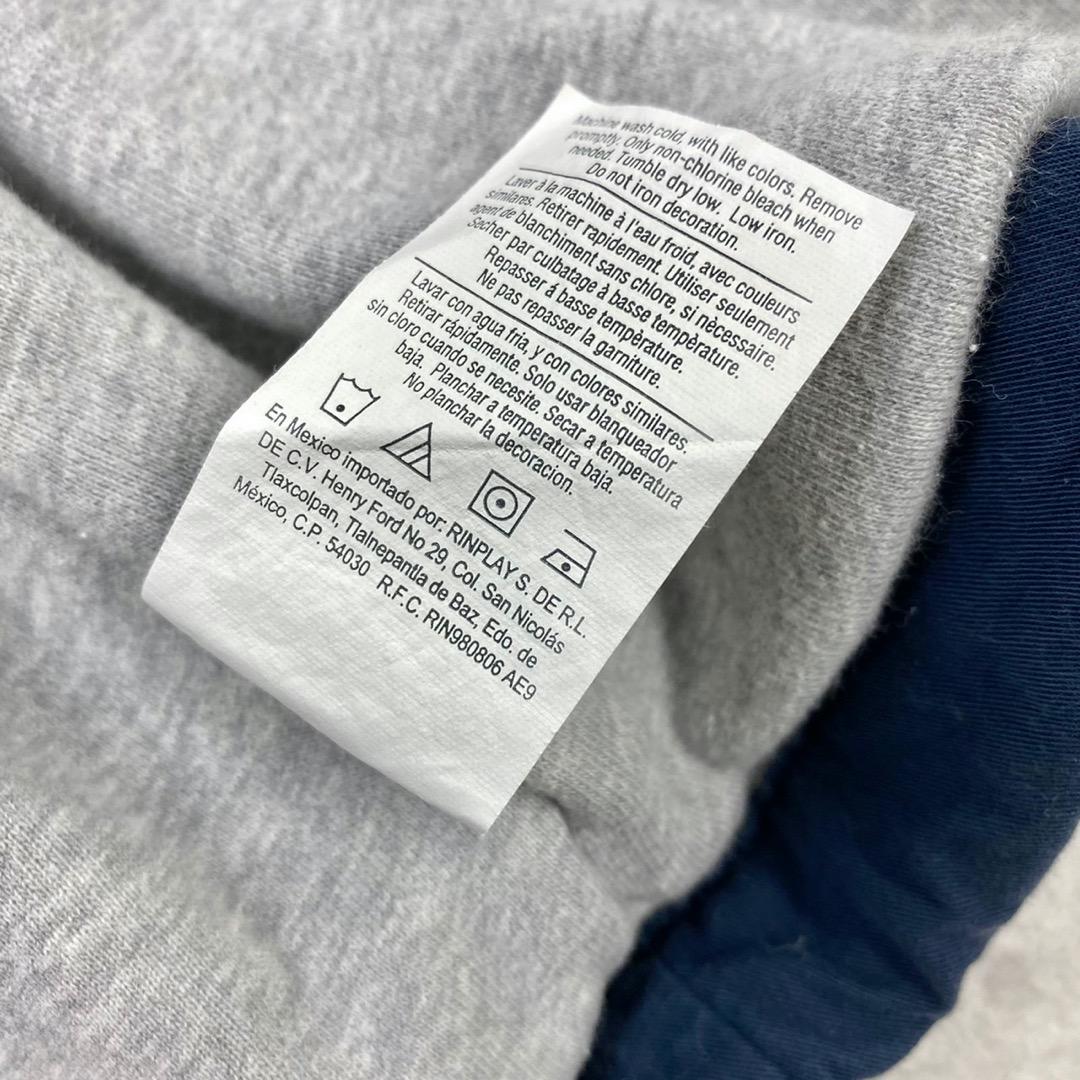 Machine wash cold, with like colors. Remove
promptly. Only non-chlorine bleach when
needed. Tumble dry low. Low iron.
Do not iron decoration.
Laver à la machine à l'eau froid, avec couleurs
similares. Retirer rapidement. Utiliser seulement
agent de blanchiment sans chlore, si nècessaire.
Secher par culbatage à basse tempèrature.
Repasser á basse tempèrature.
Ne pas repasser la garniture.
Lavar con agua fria, y con colores similares.
Retirar rápidamente. Solo usar blanqueador
sin cloro cuando se necesite. Secar a temperatura
baja. Planchar a temperatura baja.
No planchar la decoracion.
En Mexico importado por: RINPLAY S. DE R.L.
DE C.V. Henry Ford No 29, Col. San Nicolás
Tlaxcolpan, Tlalnepantla de Baz, Edo. de
México, C.P. 54030 R.F.C. RIN980806 AE9